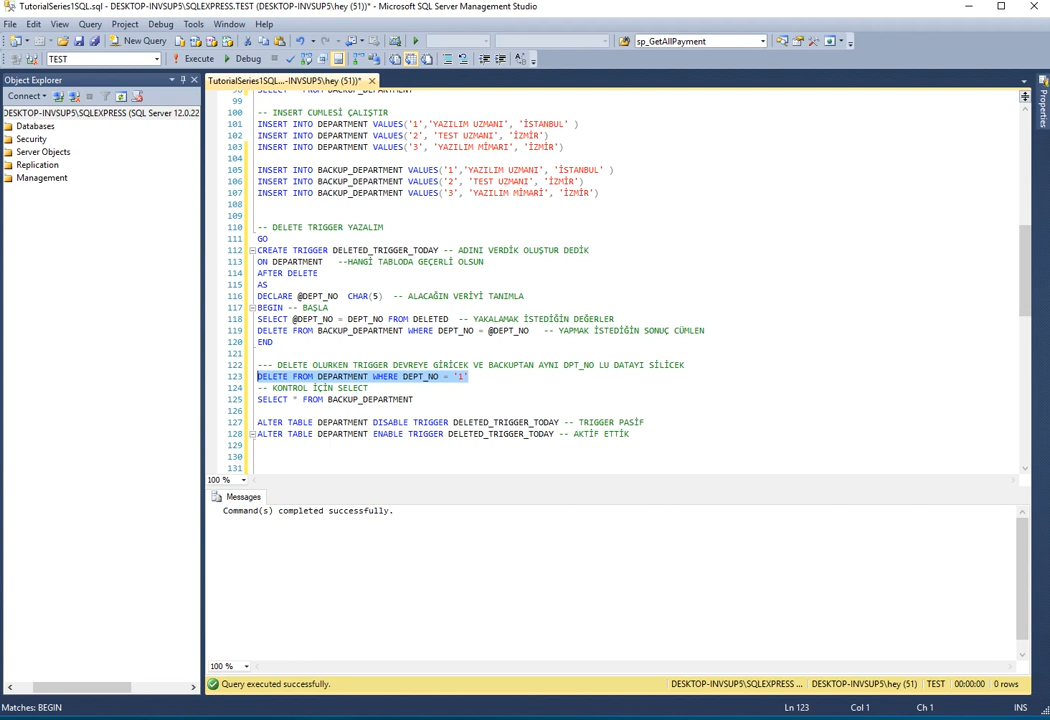 TutorialSeries1SQL.sql - DESKTOP-INVSUP5\SQLEXPRESS.TEST (DESKTOP-INVSUP5\hey (51))* - Microsoft SQL Server Management Studio
File Edit View Query Project Debug Tools Window Help
New Query sp_GetAllPayment
TEST Execute Debug
Object Explorer
Connect
DESKTOP-INVSUP5\SQLEXPRESS (SQL Server 12.0.22
Databases
Security
Server Objects
Replication
Management
TutorialSeries1SQL...-INVSUP5\hey (51))*
Properties
98 SELECT * FROM BACKUP_DEPARTMENT
99
100 -- INSERT CUMLESİ ÇALIŞTIR
101 INSERT INTO DEPARTMENT VALUES('1','YAZILIM UZMANI', 'İSTANBUL' )
102 INSERT INTO DEPARTMENT VALUES('2', 'TEST UZMANI', 'İZMİR')
103 INSERT INTO DEPARTMENT VALUES('3', 'YAZILIM MİMARI', 'İZMİR')
104
105 INSERT INTO BACKUP_DEPARTMENT VALUES('1','YAZILIM UZMANI', 'İSTANBUL' )
106 INSERT INTO BACKUP_DEPARTMENT VALUES('2', 'TEST UZMANI', 'İZMİR')
107 INSERT INTO BACKUP_DEPARTMENT VALUES('3', 'YAZILIM MİMARİ', 'İZMİR')
108
109
110 -- DELETE TRIGGER YAZALIM
111 GO
112 CREATE TRIGGER DELETED_TRIGGER_TODAY -- ADINI VERDİK OLUŞTUR DEDİK
113 ON DEPARTMENT --HANGİ TABLODA GEÇERLİ OLSUN
114 AFTER DELETE
115 AS
116 DECLARE @DEPT_NO CHAR(5) -- ALACAĞIN VERİYİ TANIMLA
117 BEGIN -- BAŞLA
118 SELECT @DEPT_NO = DEPT_NO FROM DELETED -- YAKALAMAK İSTEDİĞİN DEĞERLER
119 DELETE FROM BACKUP_DEPARTMENT WHERE DEPT_NO = @DEPT_NO -- YAPMAK İSTEDİĞİN SONUÇ CÜMLEN
120 END
121
122 --- DELETE OLURKEN TRIGGER DEVREYE GİRİCEK VE BACKUPTAN AYNI DPT_NO LU DATAYI SİLİCEK
123 DELETE FROM DEPARTMENT WHERE DEPT_NO = '1'
124 -- KONTROL İÇİN SELECT
125 SELECT * FROM BACKUP_DEPARTMENT
126
127 ALTER TABLE DEPARTMENT DISABLE TRIGGER DELETED_TRIGGER_TODAY -- TRIGGER PASİF
128 ALTER TABLE DEPARTMENT ENABLE TRIGGER DELETED_TRIGGER_TODAY -- AKTİF ETTİK
129
130
131
100 %
Messages
Command(s) completed successfully.
100 %
Query executed successfully. DESKTOP-INVSUP5\SQLEXPRESS ... DESKTOP-INVSUP5\hey (51) TEST 00:00:00 0 rows
Matches: BEGIN Ln 123 Col 1 Ch 1 INS